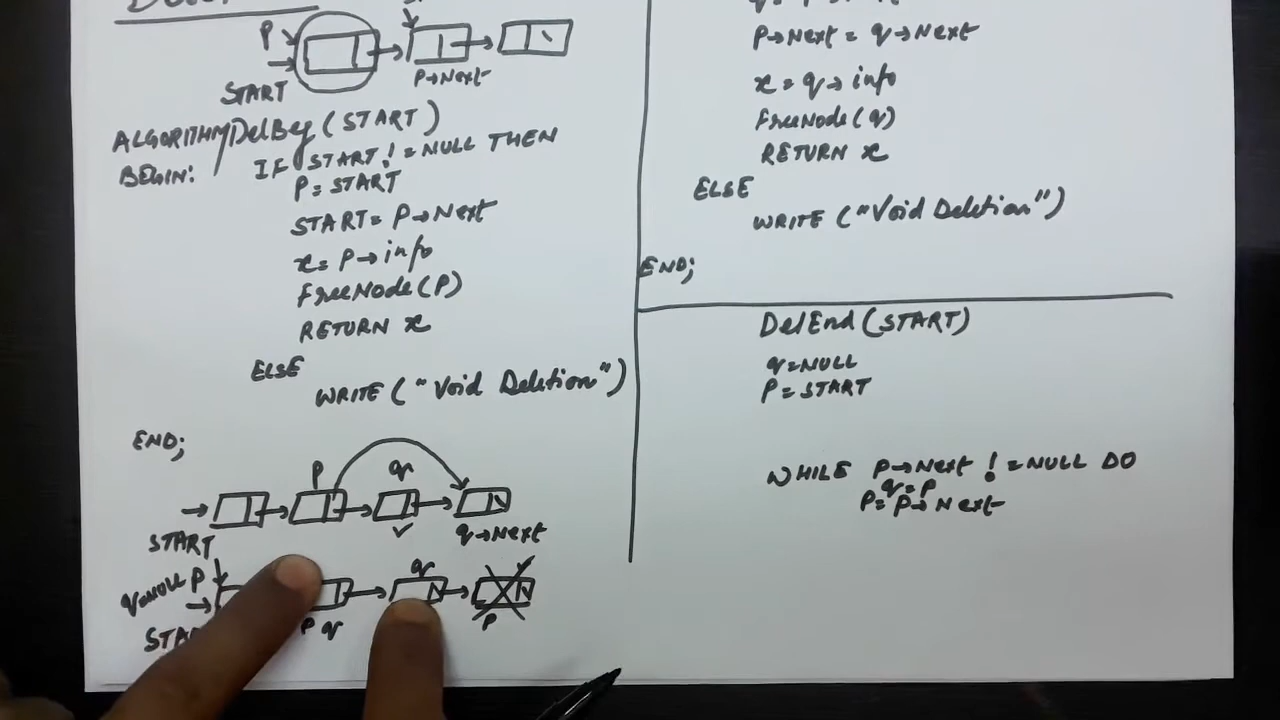 P
START
P→Next
ALGORITHM DelBeg (START)
BEGIN: IF START != NULL THEN
P = START
START = P→Next
x = P→info
FreeNode(P)
RETURN x
ELSE
WRITE ("Void Deletion")
END;
P q
START q→Next
q=NULL P q
START P q P
P→Next = q→Next
x = q→info
FreeNode(q)
RETURN x
ELSE
WRITE ("Void Deletion")
END;
DelEnd (START)
q=NULL
P = START
WHILE P→Next != NULL DO
q=P
P= P→Next